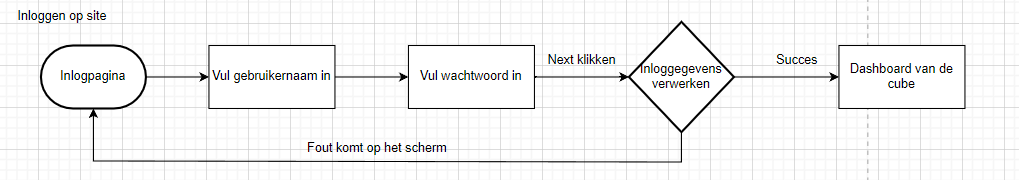 Inloggen op site
Inlogpagina
Vul gebruikernaam in
Vul wachtwoord in
Next klikken
Inloggegevens
verwerken
Succes
Dashboard van de
cube
Fout komt op het scherm